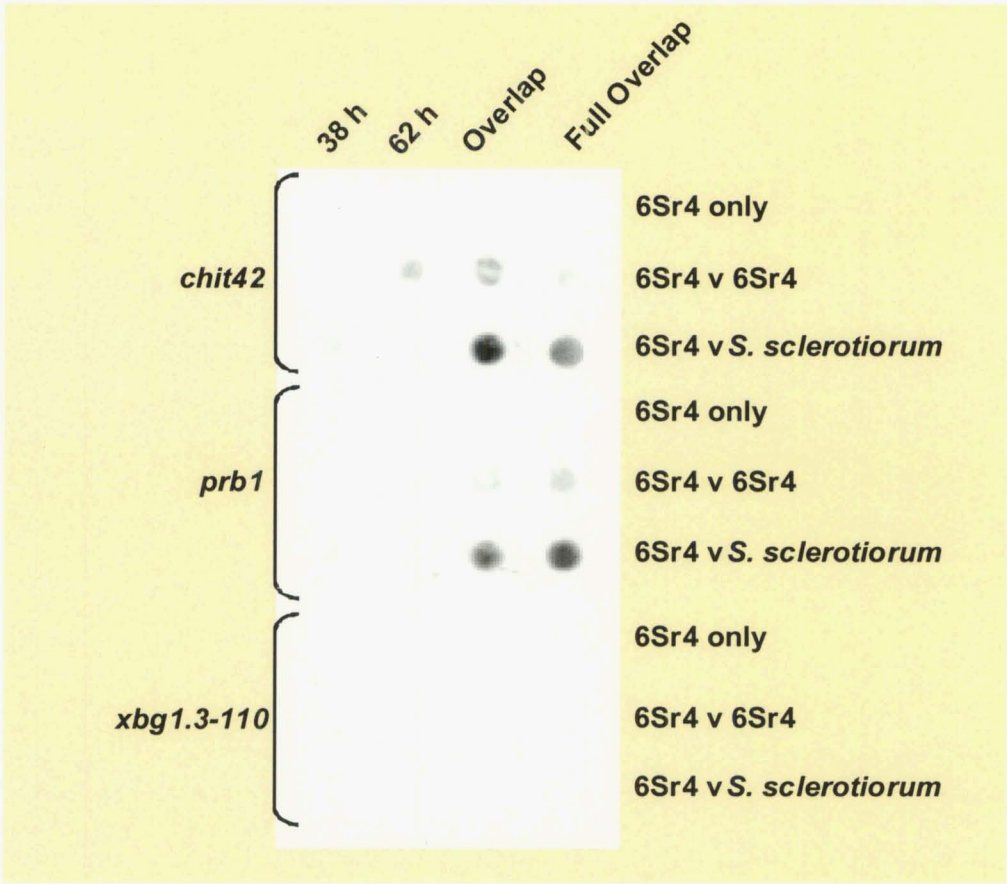 38 h
62 h
Overlap
Full Overlap
chit42
6Sr4 only
6Sr4 v 6Sr4
6Sr4 v S. sclerotiorum
prb1
6Sr4 only
6Sr4 v 6Sr4
6Sr4 v S. sclerotiorum
xbg1.3-110
6Sr4 only
6Sr4 v 6Sr4
6Sr4 v S. sclerotiorum